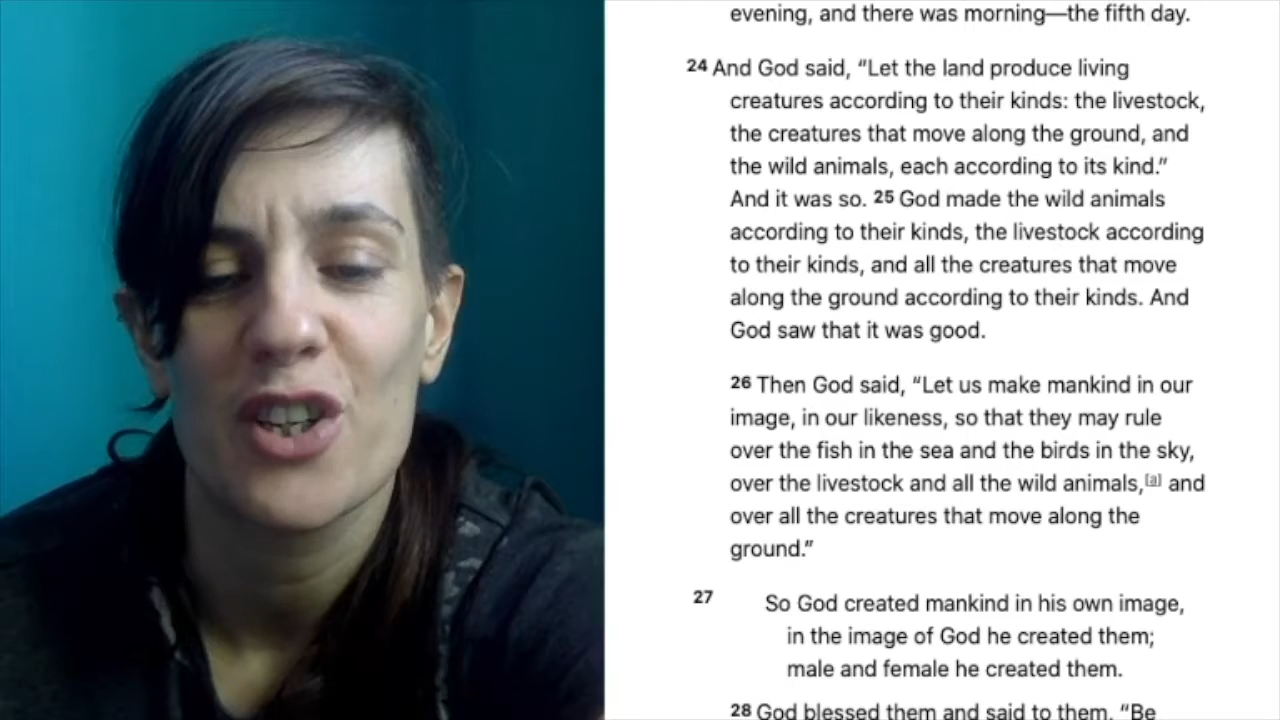 evening, and there was morning—the fifth day.
24 And God said, “Let the land produce living
creatures according to their kinds: the livestock,
the creatures that move along the ground, and
the wild animals, each according to its kind.”
And it was so. 25 God made the wild animals
according to their kinds, the livestock according
to their kinds, and all the creatures that move
along the ground according to their kinds. And
God saw that it was good.
26 Then God said, “Let us make mankind in our
image, in our likeness, so that they may rule
over the fish in the sea and the birds in the sky,
over the livestock and all the wild animals,[a] and
over all the creatures that move along the
ground.”
27 So God created mankind in his own image,
in the image of God he created them;
male and female he created them.
28 God blessed them and said to them, “Be